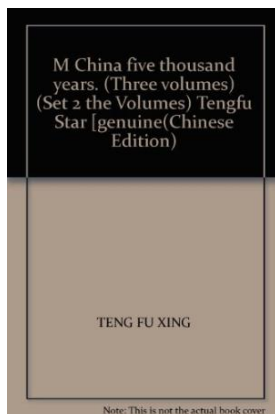 M China five thousand
years. (Three volumes)
(Set 2 the Volumes) Tengfu
Star [genuine(Chinese
Edition)
TENG FU XING
Note: This is not the actual book cover